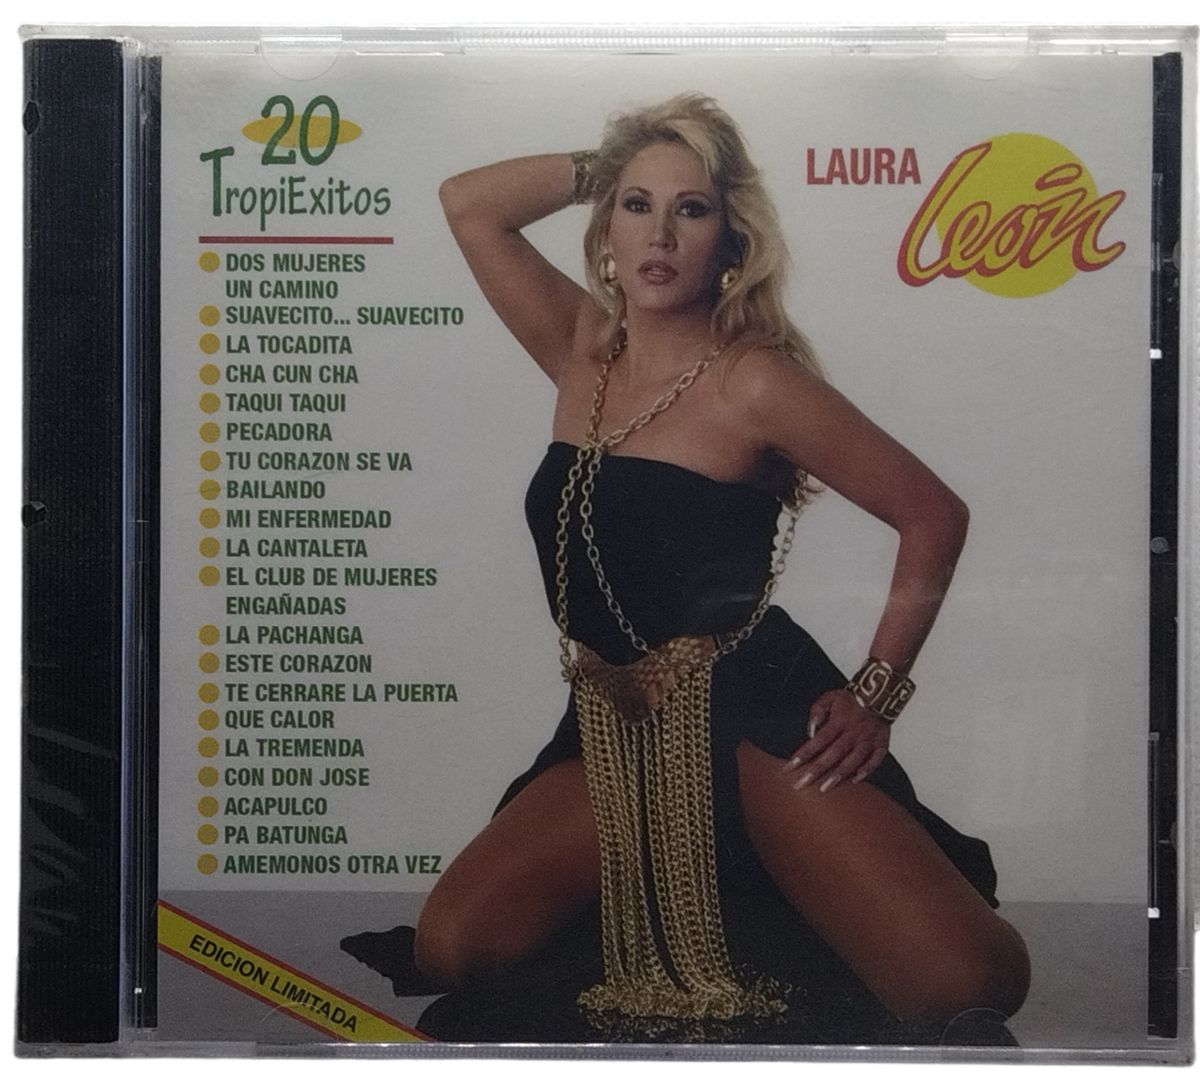 20
TropiExitos
LAURA
León
DOS MUJERES
UN CAMINO
SUAVECITO... SUAVECITO
LA TOCADITA
CHA CUN CHA
TAQUI TAQUI
PECADORA
TU CORAZON SE VA
BAILANDO
MI ENFERMEDAD
LA CANTALETA
EL CLUB DE MUJERES
ENGAÑADAS
LA PACHANGA
ESTE CORAZON
TE CERRARE LA PUERTA
QUE CALOR
LA TREMENDA
CON DON JOSE
ACAPULCO
PA BATUNGA
AMEMONOS OTRA VEZ
EDICION LIMITADA